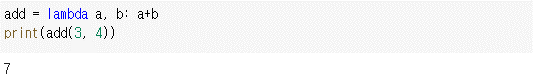 add = lambda a, b: a+b
print(add(3, 4))
7